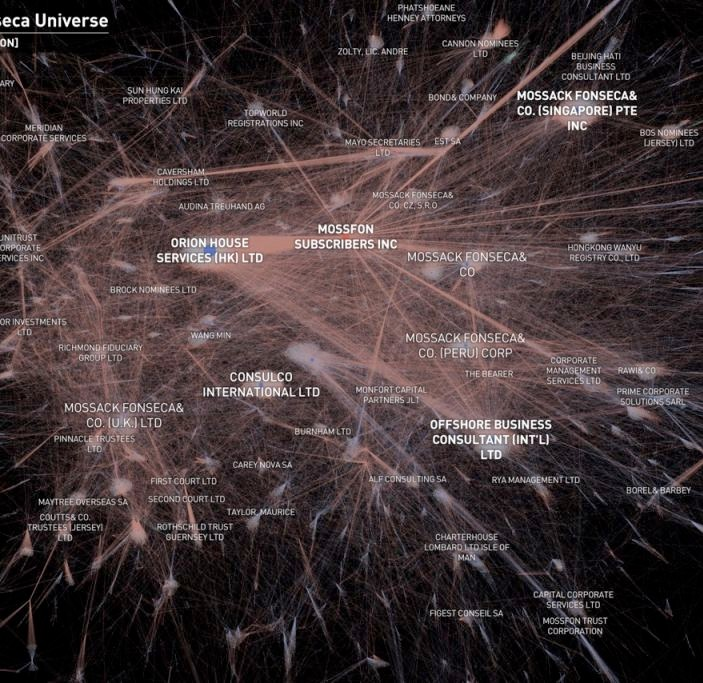 seca Universe
ON]
PHATSHOEANE
HENNEY ATTORNEYS
ZOLTY, LIC. ANDRE
CANNON NOMINEES
LTD
BEIJING HATI
BUSINESS
CONSULTANT LTD
ARY
SUN HUNG KAI
PROPERTIES LTD
BOND& COMPANY
MOSSACK FONSECA&
CO. (SINGAPORE) PTE
INC
TOPWORLD
REGISTRATIONS INC
MERIDIAN
CORPORATE SERVICES
BOS NOMINEES
(JERSEY) LTD
MAYO SECRETARIES
LTD
EST SA
CAVERSHAM
HOLDINGS LTD
AUDINA TREUHAND AG
MOSSACK FONSECA&
CO. CZ, S.R.O
MOSSFON
SUBSCRIBERS INC
UNITRUST
ORPORATE
VICES INC
ORION HOUSE
SERVICES (HK) LTD
MOSSACK FONSECA&
CO
HONGKONG WANYU
REGISTRY CO., LTD
BROCK NOMINEES LTD
OR INVESTMENTS
LTD
WANG MIN
RICHMOND FIDUCIARY
GROUP LTD
MOSSACK FONSECA&
CO. (PERU) CORP
THE BEARER
CORPORATE
MANAGEMENT
SERVICES LTD
RAWI& CO
CONSULCO
INTERNATIONAL LTD
MONFORT CAPITAL
PARTNERS JLT
PRIME CORPORATE
SOLUTIONS SARL
MOSSACK FONSECA&
CO. (U.K.) LTD
PINNACLE TRUSTEES
LTD
BURNHAM LTD
OFFSHORE BUSINESS
CONSULTANT (INT'L)
LTD
CAREY NOVA SA
FIRST COURT LTD
ALF CONSULTING SA
RYA MANAGEMENT LTD
BOREL& BARBEY
MAYTREE OVERSEAS SA
SECOND COURT LTD
COUTTS& CO.
TRUSTEES (JERSEY)
LTD
ROTHSCHILD TRUST
GUERNSEY LTD
TAYLOR, MAURICE
CHARTERHOUSE
LOMBARD LTD ISLE OF
MAN
CAPITAL CORPORATE
SERVICES LTD
FIGEST CONSEIL SA
MOSSFON TRUST
CORPORATION